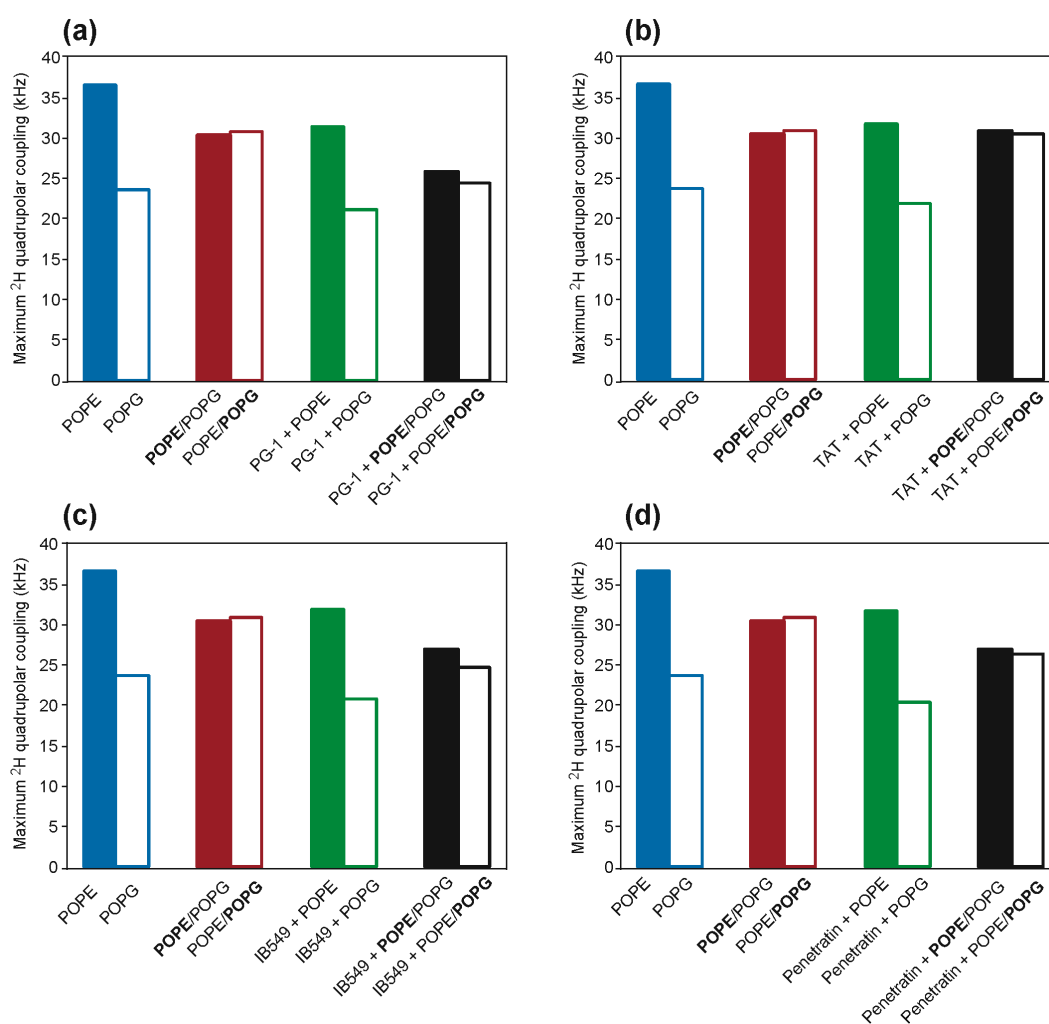 (a)
Maximum ²H quadrupolar coupling (kHz)
40
35
30
25
20
15
10
5
0
POPE
POPG
POPE/POPG
POPE/POPG
PG-1 + POPE
PG-1 + POPG
PG-1 + POPE/POPG
PG-1 + POPE/POPG
(b)
Maximum ²H quadrupolar coupling (kHz)
40
35
30
25
20
15
10
5
0
POPE
POPG
POPE/POPG
POPE/POPG
TAT + POPE
TAT + POPG
TAT + POPE/POPG
TAT + POPE/POPG
(c)
Maximum ²H quadrupolar coupling (kHz)
40
35
30
25
20
15
10
5
0
POPE
POPG
POPE/POPG
POPE/POPG
IB549 + POPE
IB549 + POPG
IB549 + POPE/POPG
IB549 + POPE/POPG
(d)
Maximum ²H quadrupolar coupling (kHz)
40
35
30
25
20
15
10
5
0
POPE
POPG
POPE/POPG
POPE/POPG
Penetratin + POPE
Penetratin + POPG
Penetratin + POPE/POPG
Penetratin + POPE/POPG